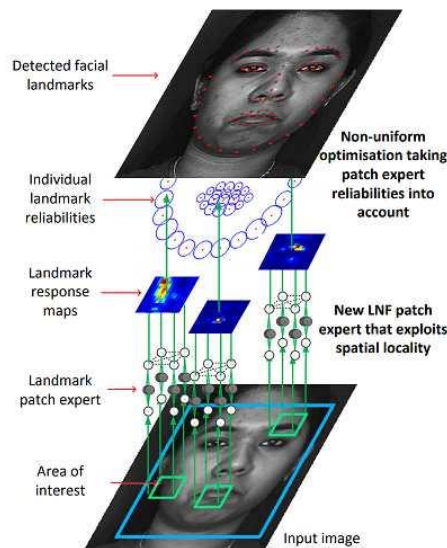 Detected facial
landmarks
Non-uniform
optimisation taking
patch expert
reliabilities into
account
Individual
landmark
reliabilities
Landmark
response
maps
New LNF patch
expert that exploits
spatial locality
Landmark
patch expert
Area of
interest
Input image